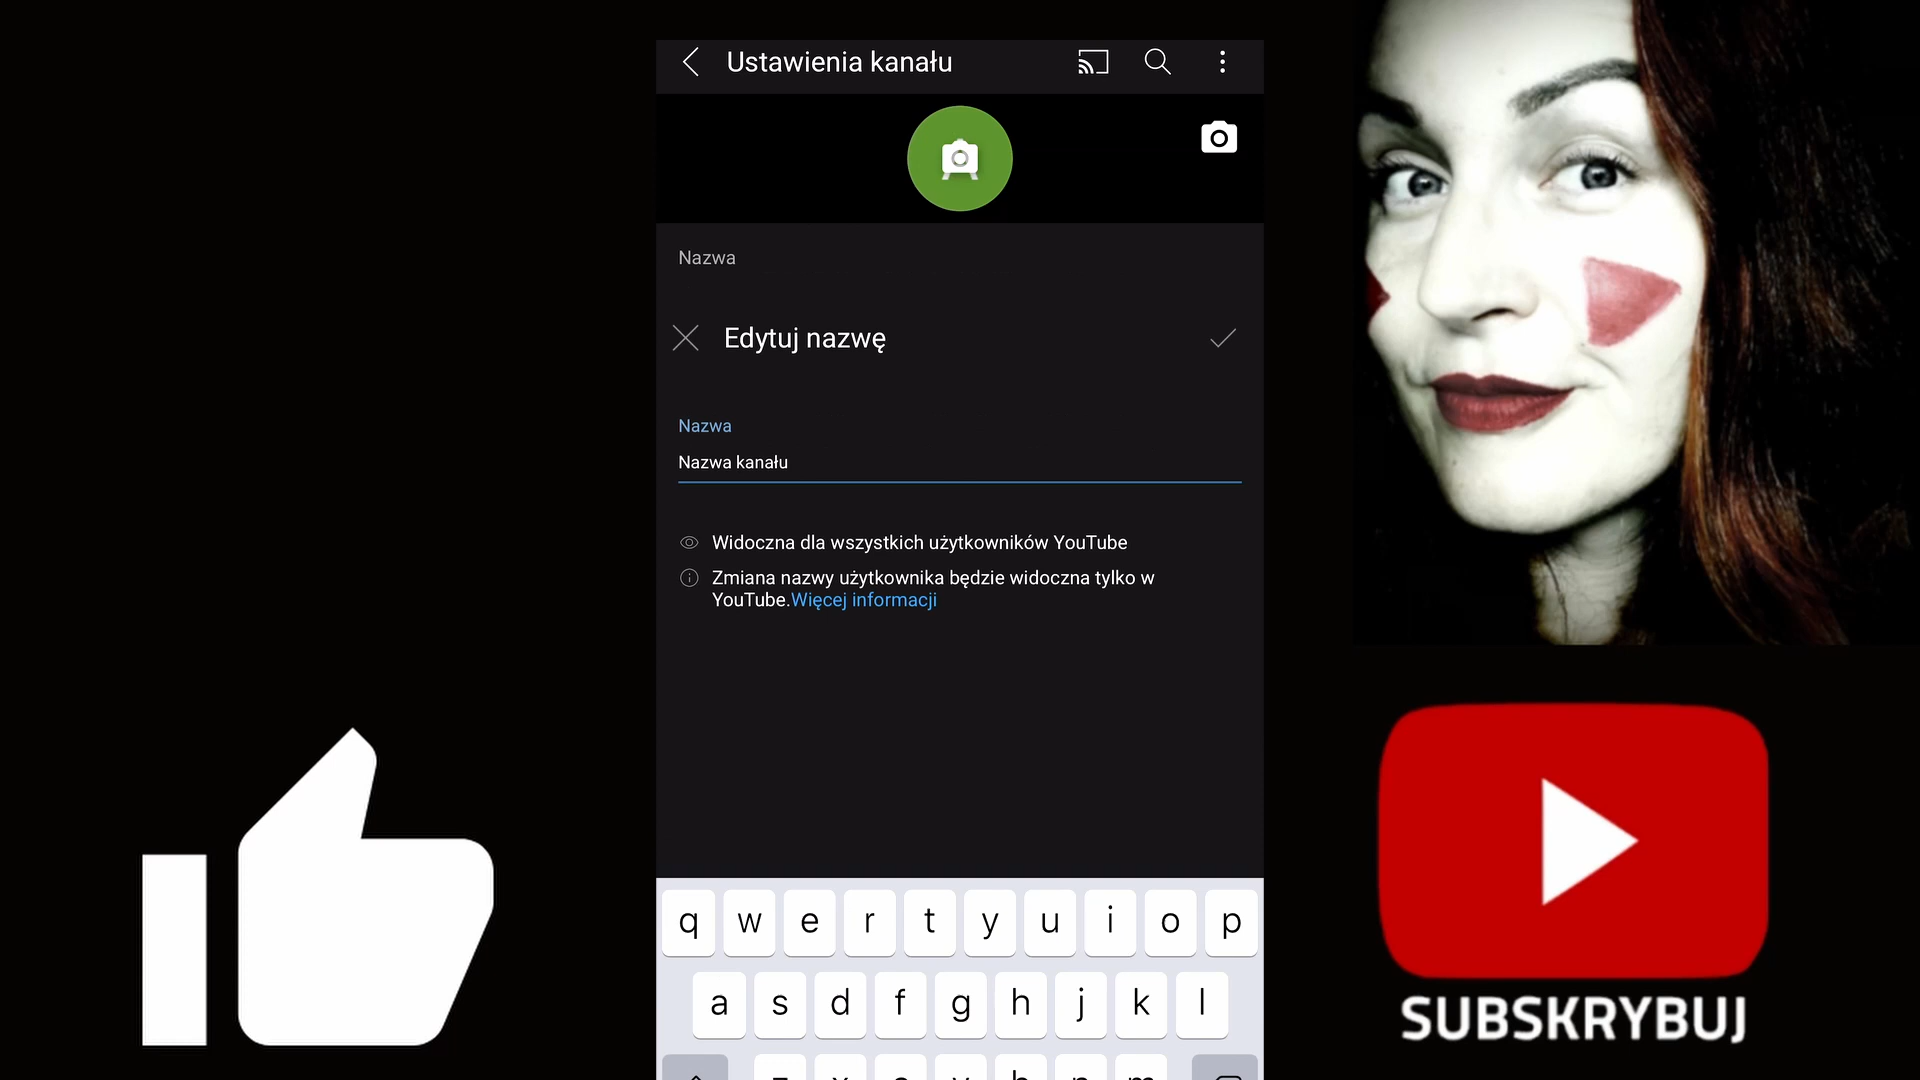 Ustawienia kanału
Nazwa
Edytuj nazwę
Nazwa
Nazwa kanału
Widoczna dla wszystkich użytkowników YouTube
Zmiana nazwy użytkownika będzie widoczna tylko w
YouTube.Więcej informacji
q w e r t y u i o p
a s d f g h j k l
z x c v b n m
SUBSKRYBUJ